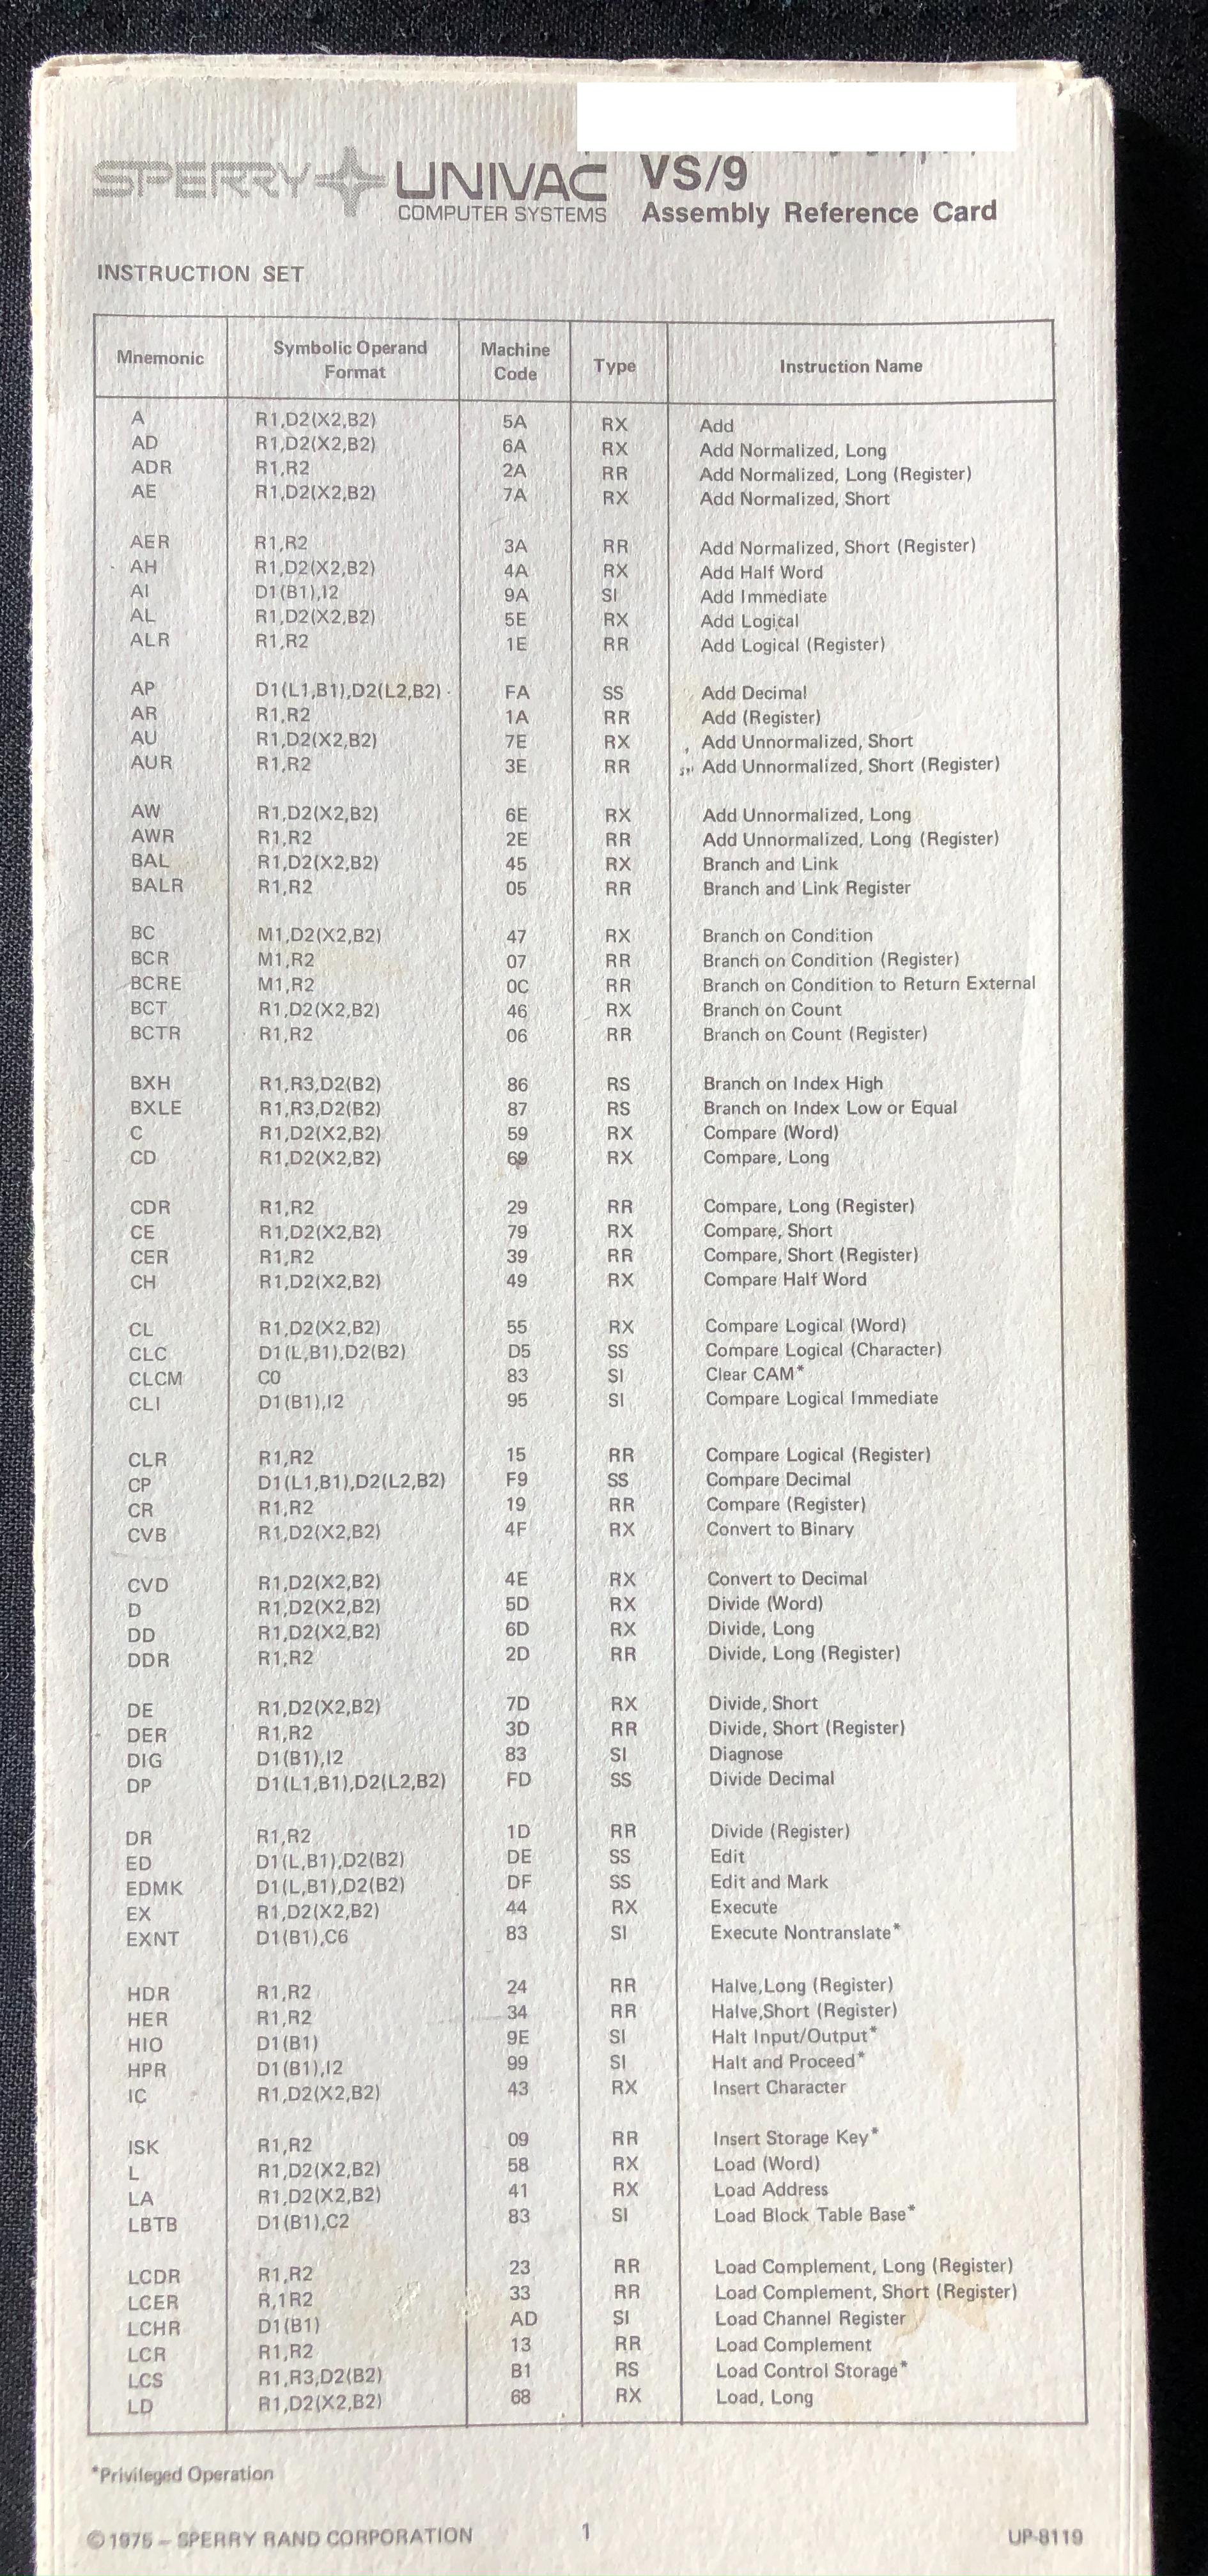 SPERRY UNIVAC VS/9
COMPUTER SYSTEMS Assembly Reference Card
INSTRUCTION SET
Mnemonic Symbolic Operand Format Machine Code Type Instruction Name
A R1,D2(X2,B2) 5A RX Add
AD R1,D2(X2,B2) 6A RX Add Normalized, Long
ADR R1,R2 2A RR Add Normalized, Long (Register)
AE R1,D2(X2,B2) 7A RX Add Normalized, Short
AER R1,R2 3A RR Add Normalized, Short (Register)
AH R1,D2(X2,B2) 4A RX Add Half Word
AI D1(B1),I2 9A SI Add Immediate
AL R1,D2(X2,B2) 5E RX Add Logical
ALR R1,R2 1E RR Add Logical (Register)
AP D1(L1,B1),D2(L2,B2) FA SS Add Decimal
AR R1,R2 1A RR Add (Register)
AU R1,D2(X2,B2) 7E RX Add Unnormalized, Short
AUR R1,R2 3E RR Add Unnormalized, Short (Register)
AW R1,D2(X2,B2) 6E RX Add Unnormalized, Long
AWR R1,R2 2E RR Add Unnormalized, Long (Register)
BAL R1,D2(X2,B2) 45 RX Branch and Link
BALR R1,R2 05 RR Branch and Link Register
BC M1,D2(X2,B2) 47 RX Branch on Condition
BCR M1,R2 07 RR Branch on Condition (Register)
BCRE M1,R2 0C RR Branch on Condition to Return External
BCT R1,D2(X2,B2) 46 RX Branch on Count
BCTR R1,R2 06 RR Branch on Count (Register)
BXH R1,R3,D2(B2) 86 RS Branch on Index High
BXLE R1,R3,D2(B2) 87 RS Branch on Index Low or Equal
C R1,D2(X2,B2) 59 RX Compare (Word)
CD R1,D2(X2,B2) 69 RX Compare, Long
CDR R1,R2 29 RR Compare, Long (Register)
CE R1,D2(X2,B2) 79 RX Compare, Short
CER R1,R2 39 RR Compare, Short (Register)
CH R1,D2(X2,B2) 49 RX Compare Half Word
CL R1,D2(X2,B2) 55 RX Compare Logical (Word)
CLC D1(L,B1),D2(B2) D5 SS Compare Logical (Character)
CLCM C0 83 SI Clear CAM*
CLI D1(B1),I2 95 SI Compare Logical Immediate
CLR R1,R2 15 RR Compare Logical (Register)
CP D1(L1,B1),D2(L2,B2) F9 SS Compare Decimal
CR R1,R2 19 RR Compare (Register)
CVB R1,D2(X2,B2) 4F RX Convert to Binary
CVD R1,D2(X2,B2) 4E RX Convert to Decimal
D R1,D2(X2,B2) 5D RX Divide (Word)
DD R1,D2(X2,B2) 6D RX Divide, Long
DDR R1,R2 2D RR Divide, Long (Register)
DE R1,D2(X2,B2) 7D RX Divide, Short
DER R1,R2 3D RR Divide, Short (Register)
DIG D1(B1),I2 83 SI Diagnose
DP D1(L1,B1),D2(L2,B2) FD SS Divide Decimal
DR R1,R2 1D RR Divide (Register)
ED D1(L,B1),D2(B2) DE SS Edit
EDMK D1(L,B1),D2(B2) DF SS Edit and Mark
EX R1,D2(X2,B2) 44 RX Execute
EXNT D1(B1),C6 83 SI Execute Nontranslate*
HDR R1,R2 24 RR Halve,Long (Register)
HER R1,R2 34 RR Halve,Short (Register)
HIO D1(B1) 9E SI Halt Input/Output*
HPR D1(B1),I2 99 SI Halt and Proceed*
IC R1,D2(X2,B2) 43 RX Insert Character
ISK R1,R2 09 RR Insert Storage Key*
L R1,D2(X2,B2) 58 RX Load (Word)
LA R1,D2(X2,B2) 41 RX Load Address
LBTB D1(B1),C2 83 SI Load Block Table Base*
LCDR R1,R2 23 RR Load Complement, Long (Register)
LCER R,1R2 33 RR Load Complement, Short (Register)
LCHR D1(B1) AD SI Load Channel Register
LCR R1,R2 13 RR Load Complement
LCS R1,R3,D2(B2) B1 RS Load Control Storage*
LD R1,D2(X2,B2) 68 RX Load, Long
*Privileged Operation
©1975 – SPERRY RAND CORPORATION 1 UP-8119